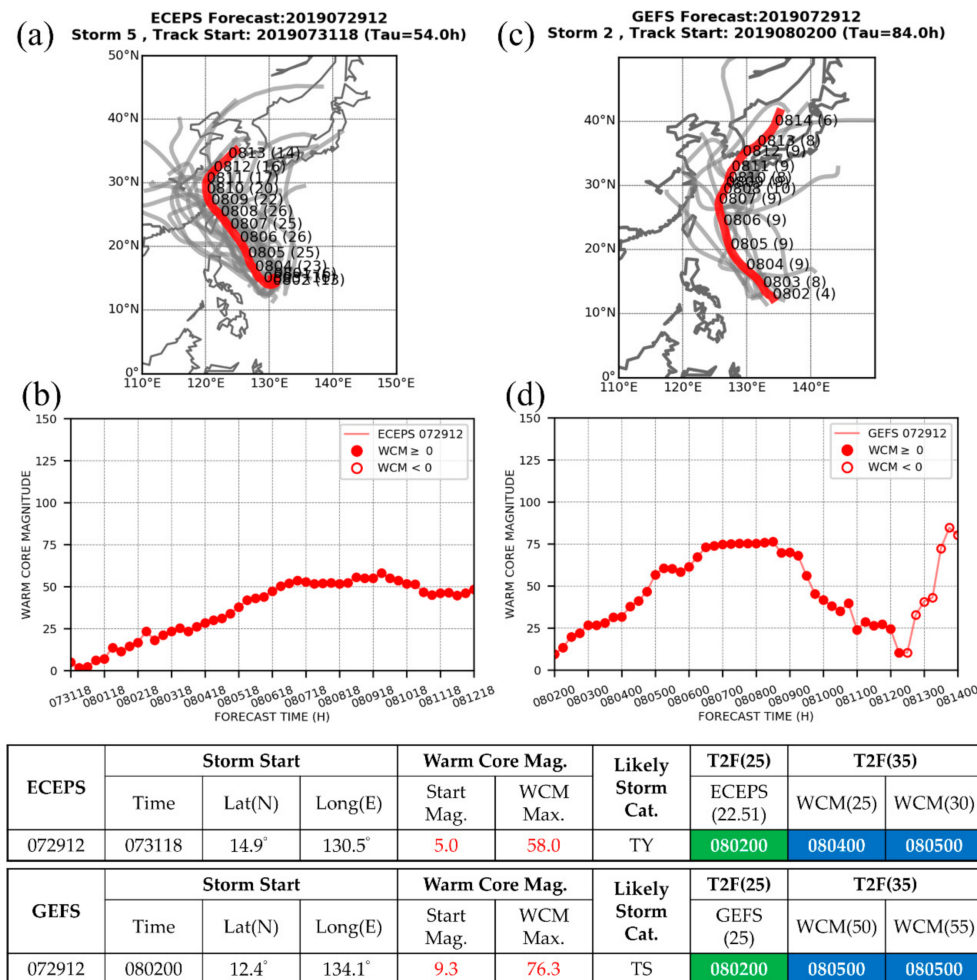 (a)
ECEPS Forecast:2019072912
Storm 5 , Track Start: 2019073118 (Tau=54.0h)
50°N
40°N
30°N
20°N
10°N
0°
110°E 120°E 130°E 140°E 150°E
0813 (14)
0812 (16)
0811 (17)
0810 (20)
0809 (22)
0808 (26)
0807 (25)
0806 (26)
0805 (25)
0804 (23)
0802 (13)
(c)
GEFS Forecast:2019072912
Storm 2 , Track Start: 2019080200 (Tau=84.0h)
40°N
30°N
20°N
10°N
0°
110°E 120°E 130°E 140°E
0814 (6)
0813 (8)
0812 (9)
0811 (9)
0810 (8)
0808 (10)
0807 (9)
0806 (9)
0805 (9)
0804 (9)
0803 (8)
0802 (4)
(b)
WARM CORE MAGNITUDE
150
125
100
75
50
25
0
ECEPS 072912
WCM ≥ 0
WCM < 0
073118 080118 080218 080318 080418 080518 080618 080718 080818 080918 081018 081118 081218
FORECAST TIME (H)
(d)
WARM CORE MAGNITUDE
150
125
100
75
50
25
0
GEFS 072912
WCM ≥ 0
WCM < 0
080200 080300 080400 080500 080600 080700 080800 080900 081000 081100 081200 081300 081400
FORECAST TIME (H)
ECEPS Storm Start Warm Core Mag. Likely Storm Cat. T2F(25) T2F(35)
Time Lat(N) Long(E) Start Mag. WCM Max. ECEPS (22.51) WCM(25) WCM(30)
072912 073118 14.9° 130.5° 5.0 58.0 TY 080200 080400 080500
GEFS Storm Start Warm Core Mag. Likely Storm Cat. T2F(25) T2F(35)
Time Lat(N) Long(E) Start Mag. WCM Max. GEFS (25) WCM(50) WCM(55)
072912 080200 12.4° 134.1° 9.3 76.3 TS 080200 080500 080500